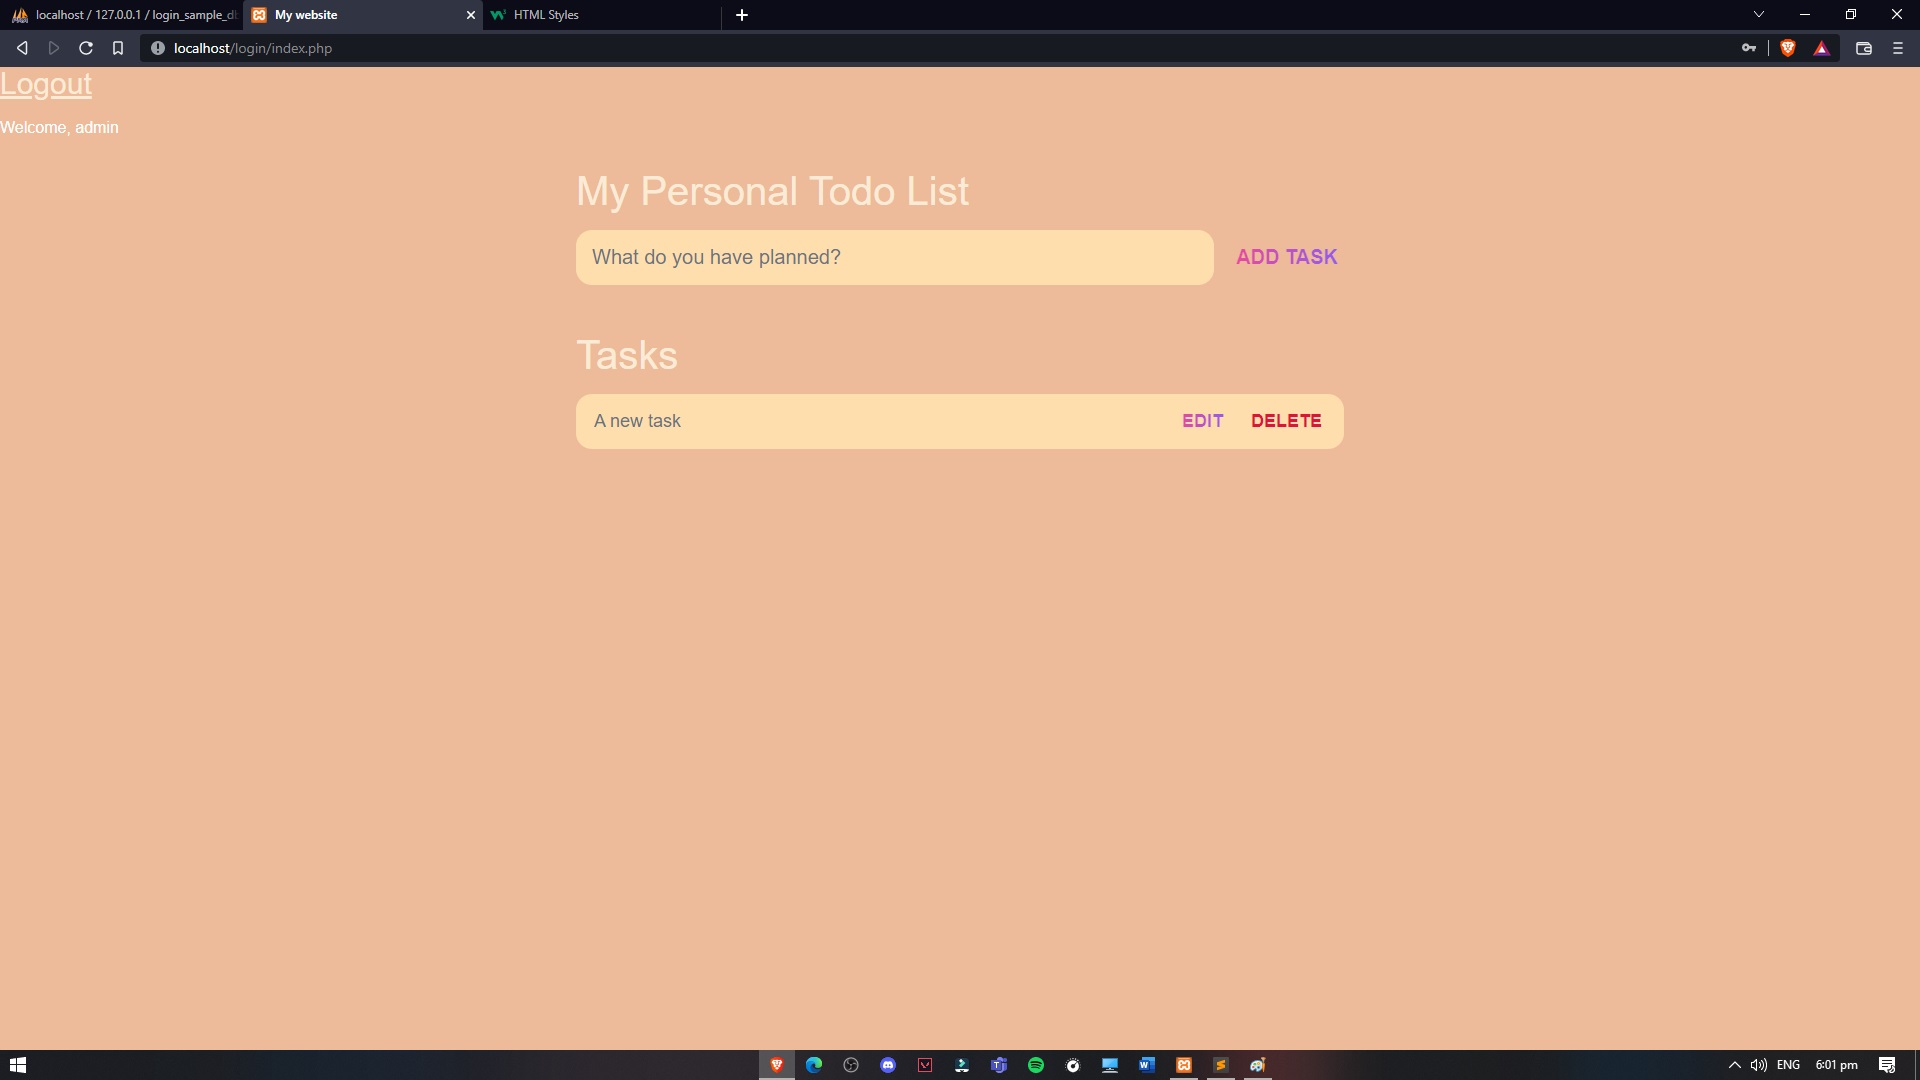 localhost / 127.0.0.1 / login_sample_d
My website
HTML Styles
localhost/login/index.php
Logout
Welcome, admin
My Personal Todo List
What do you have planned?
ADD TASK
Tasks
A new task
EDIT
DELETE
ENG
6:01 pm